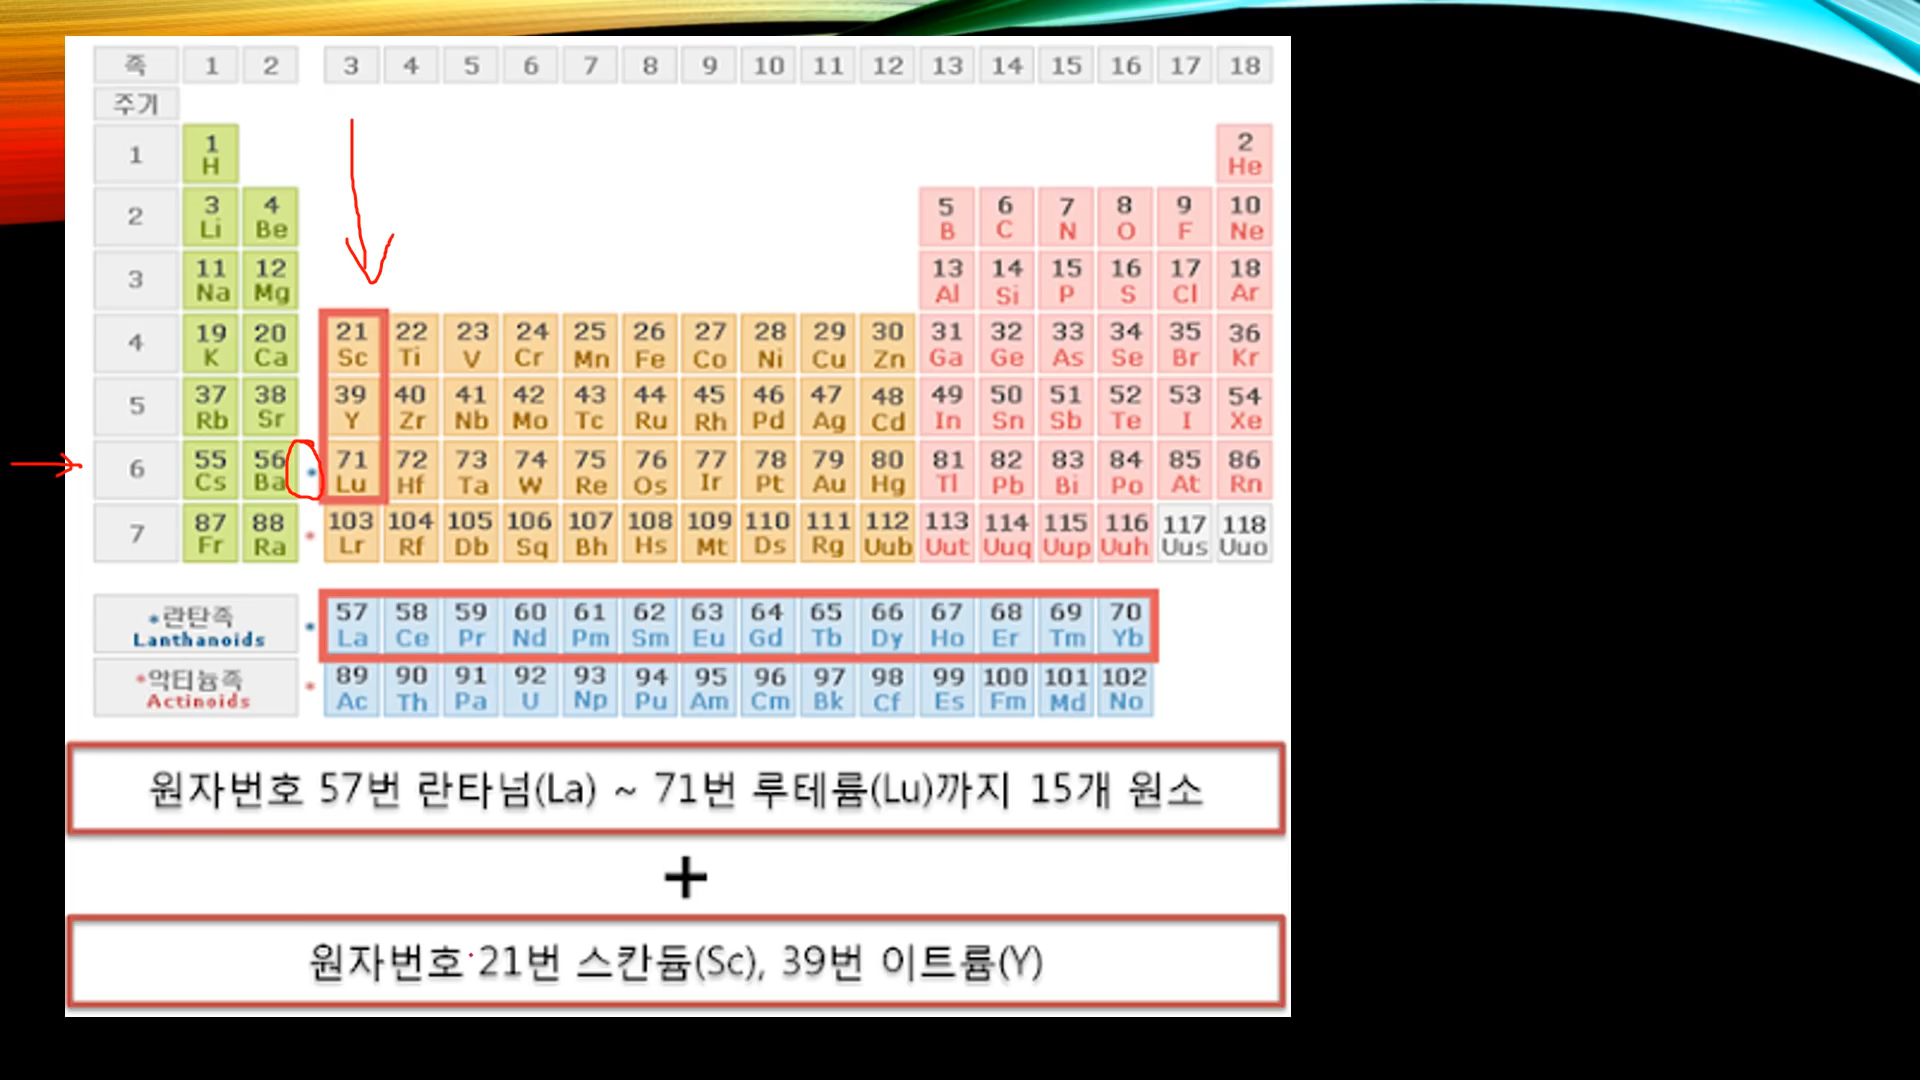 족 1 2 3 4 5 6 7 8 9 10 11 12 13 14 15 16 17 18
주기
1 1 H 2 He
2 3 Li 4 Be 5 B 6 C 7 N 8 O 9 F 10 Ne
3 11 Na 12 Mg 13 Al 14 Si 15 P 16 S 17 Cl 18 Ar
4 19 K 20 Ca 21 Sc 22 Ti 23 V 24 Cr 25 Mn 26 Fe 27 Co 28 Ni 29 Cu 30 Zn 31 Ga 32 Ge 33 As 34 Se 35 Br 36 Kr
5 37 Rb 38 Sr 39 Y 40 Zr 41 Nb 42 Mo 43 Tc 44 Ru 45 Rh 46 Pd 47 Ag 48 Cd 49 In 50 Sn 51 Sb 52 Te 53 I 54 Xe
6 55 Cs 56 Ba 71 Lu 72 Hf 73 Ta 74 W 75 Re 76 Os 77 Ir 78 Pt 79 Au 80 Hg 81 Tl 82 Pb 83 Bi 84 Po 85 At 86 Rn
7 87 Fr 88 Ra 103 Lr 104 Rf 105 Db 106 Sq 107 Bh 108 Hs 109 Mt 110 Ds 111 Rg 112 Uub 113 Uut 114 Uuq 115 Uup 116 Uuh 117 Uus 118 Uuo
*란탄족 Lanthanoids 57 La 58 Ce 59 Pr 60 Nd 61 Pm 62 Sm 63 Eu 64 Gd 65 Tb 66 Dy 67 Ho 68 Er 69 Tm 70 Yb
*악티늄족 Actinoids 89 Ac 90 Th 91 Pa 92 U 93 Np 94 Pu 95 Am 96 Cm 97 Bk 98 Cf 99 Es 100 Fm 101 Md 102 No
원자번호 57번 란타넘(La) ~ 71번 루테튬(Lu)까지 15개 원소
+
원자번호 21번 스칸듐(Sc), 39번 이트륨(Y)